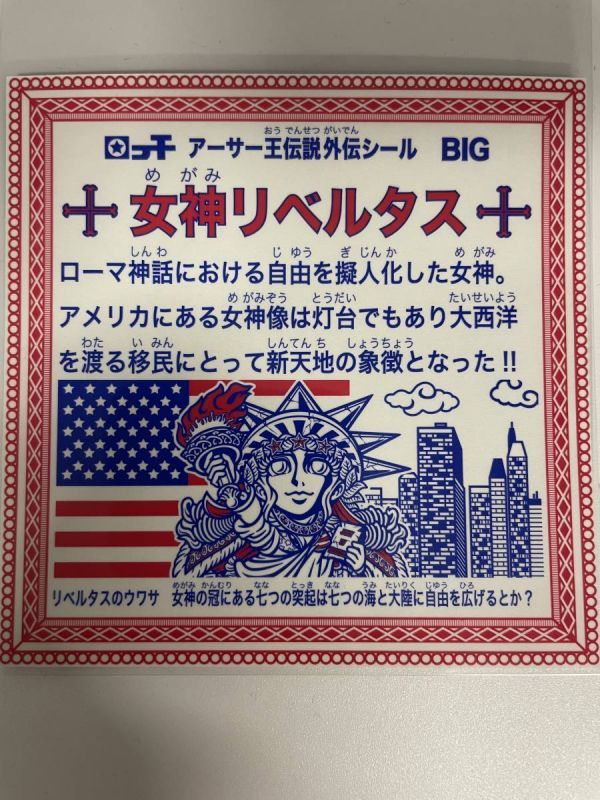 ロッチ アーサー王伝説外伝シール BIG
おう でんせつ がいでん
めがみ
女神リベルタス
しんわ じゆう ぎじんか めがみ
ローマ神話における自由を擬人化した女神。
めがみぞう とうだい たいせいよう
アメリカにある女神像は灯台でもあり大西洋
わた いみん しんてんち しょうちょう
を渡る移民にとって新天地の象徴となった!!
めがみ かんむり なな とっき なな うみ たいりく じゆう ひろ
リベルタスのウワサ 女神の冠にある七つの突起は七つの海と大陸に自由を広げるとか?